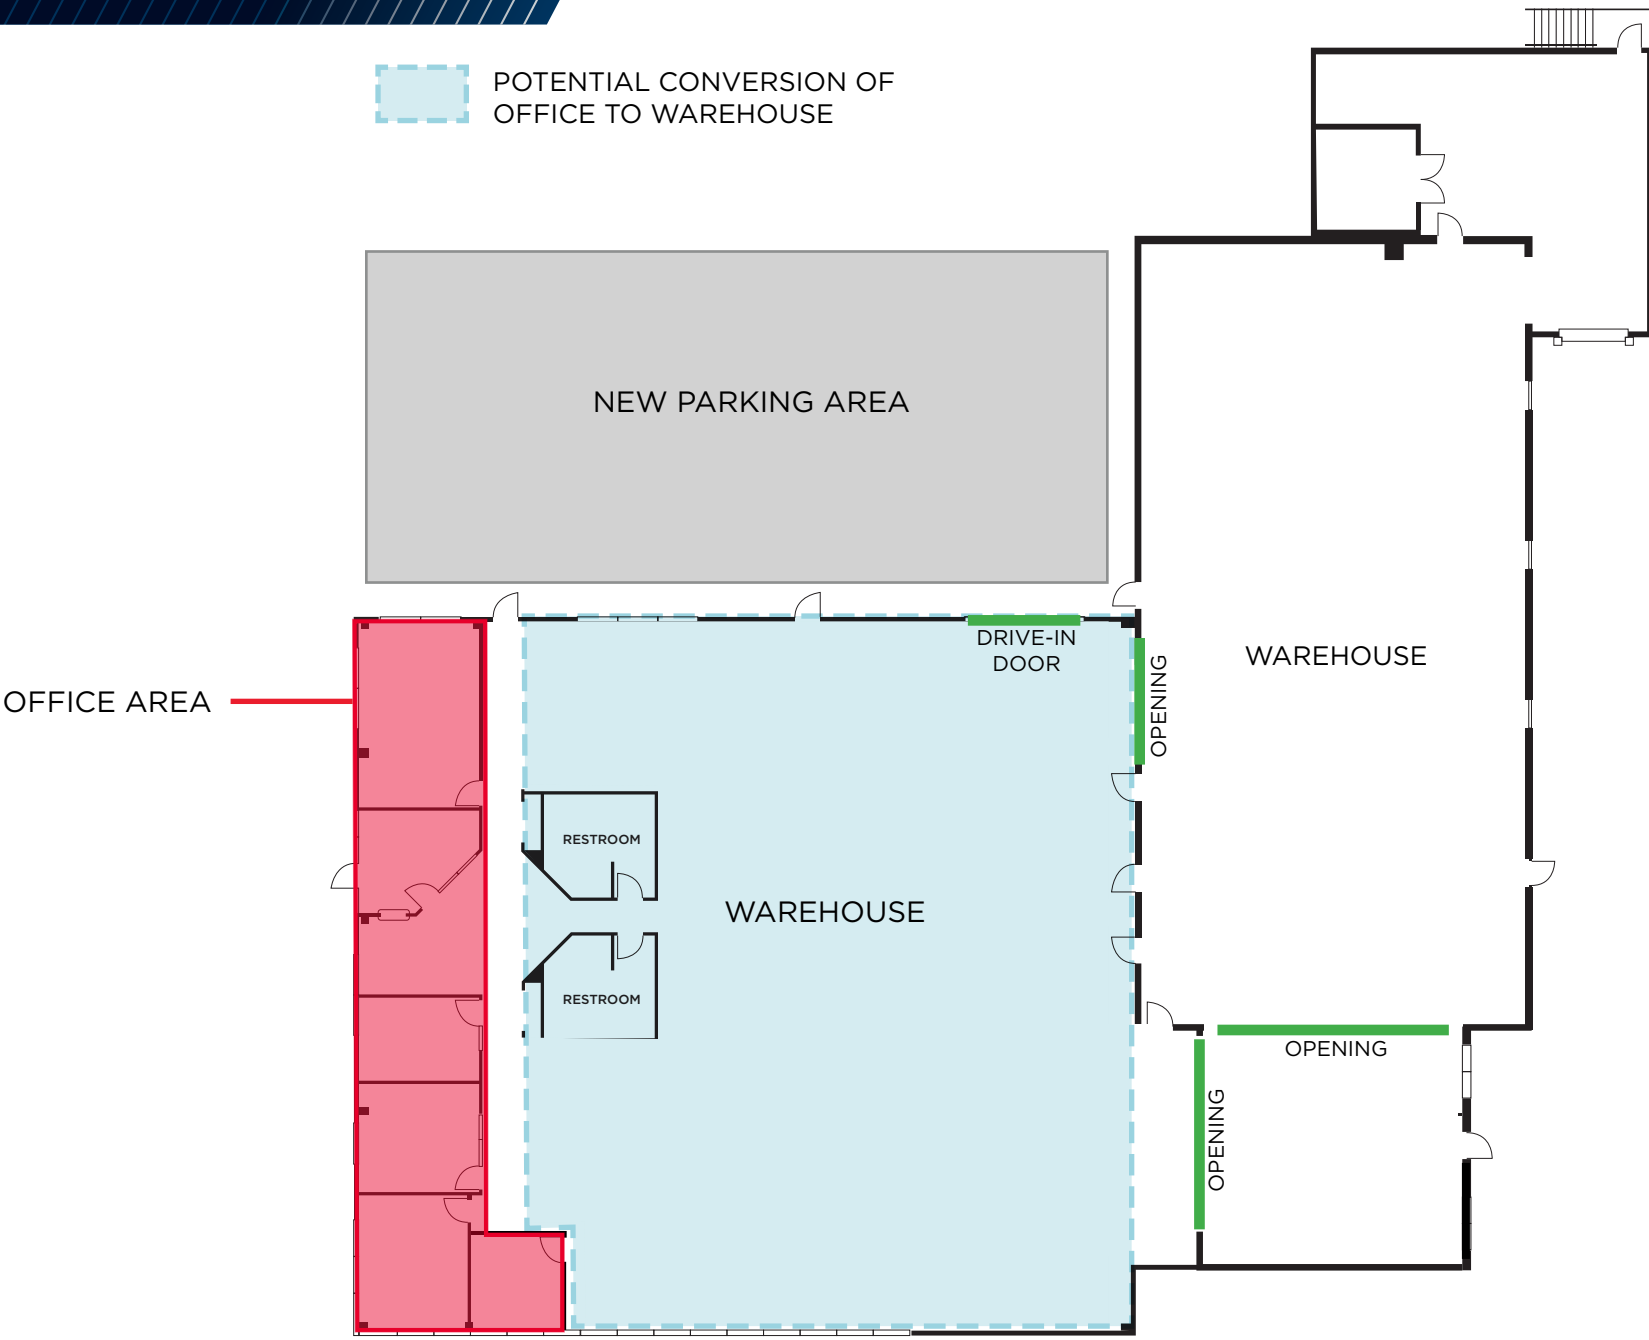 POTENTIAL CONVERSION OF
OFFICE TO WAREHOUSE
NEW PARKING AREA
DRIVE-IN
DOOR
OPENING
WAREHOUSE
OFFICE AREA
RESTROOM
WAREHOUSE
RESTROOM
OPENING
OPENING